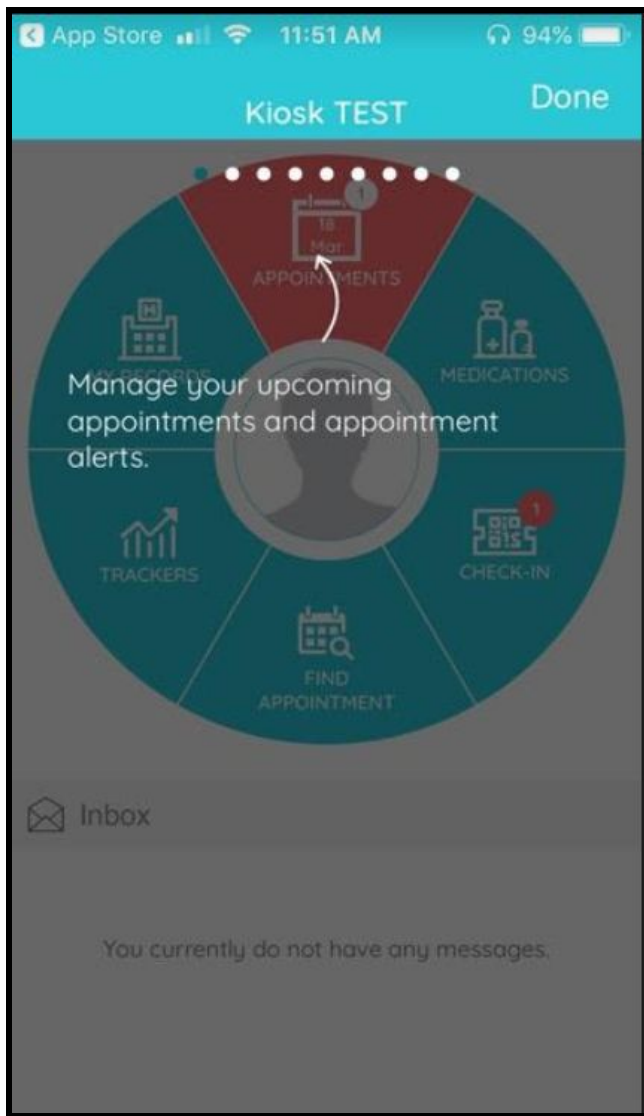 App Store 11:51 AM 94%
Kiosk TEST
Done
1
18
Mar
APPOINTMENTS
M
MY RECORDS
MEDICATIONS
Manage your upcoming
appointments and appointment
alerts.
1
TRACKERS
CHECK-IN
FIND
APPOINTMENT
Inbox
You currently do not have any messages.